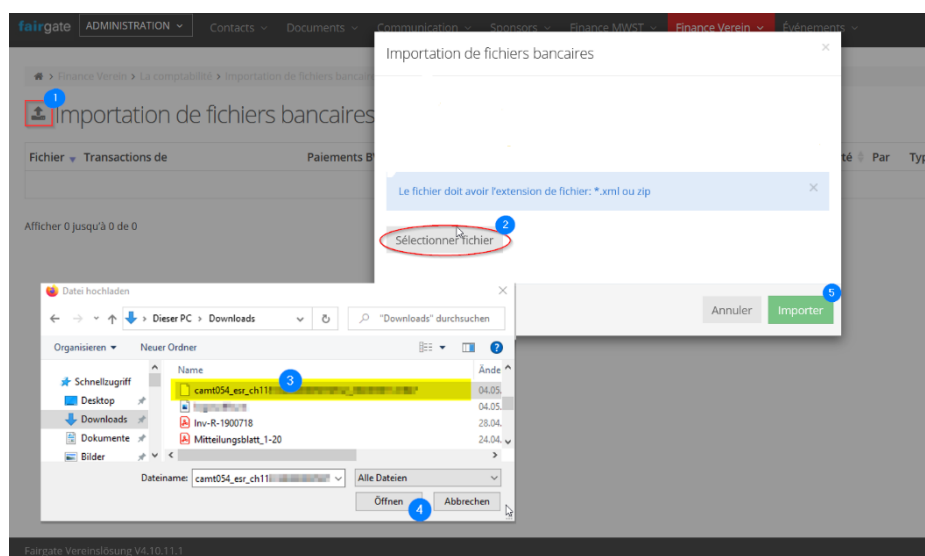 fairgate ADMINISTRATION Contacts Documents Communication Sponsors Finance MWST Finance Verein Événements
Importation de fichiers bancaires
> Finance Verein > La comptabilité > Importation de fichiers bancaires
1
Importation de fichiers bancaires
Fichier Transactions de Paiements té Par
Le fichier doit avoir l'extension de fichier: *.xml ou zip
Afficher 0 jusqu'à 0 de 0
2
Sélectionner fichier
Datei hochladen
5
Annuler Importer
Dieser PC > Downloads "Downloads" durchsuchen
Organisieren Neuer Ordner
Name Ände
Schnellzugriff
3
camt054_esr_ch11 04.05.
Desktop
04.05.
Downloads
Inv-R-1900718 28.04.
Dokumente
Mitteilungsblatt_1-20 24.04.
Bilder
Dateiname: camt054_esr_ch11 Alle Dateien
Öffnen 4 Abbrechen
Fairgate Vereinslösung V4.10.11.1